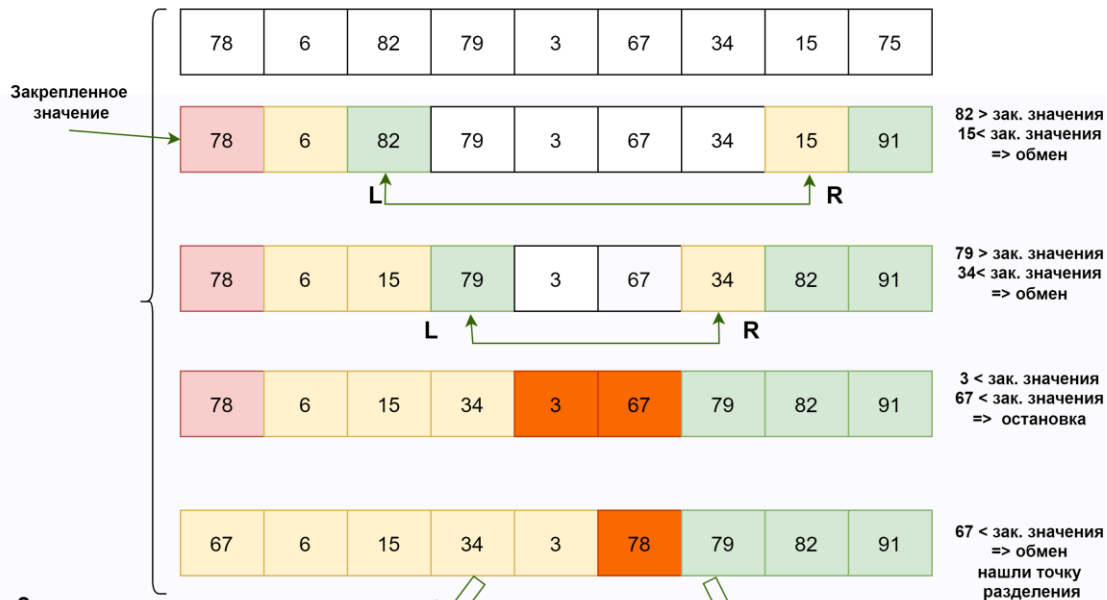 78 6 82 79 3 67 34 15 75
Закрепленное
значение
78 6 82 79 3 67 34 15 91
82 > зак. значения
15< зак. значения
=> обмен
L R
78 6 15 79 3 67 34 82 91
79 > зак. значения
34< зак. значения
=> обмен
L R
78 6 15 34 3 67 79 82 91
3 < зак. значения
67 < зак. значения
=> остановка
67 6 15 34 3 78 79 82 91
67 < зак. значения
=> обмен
нашли точку
разделения